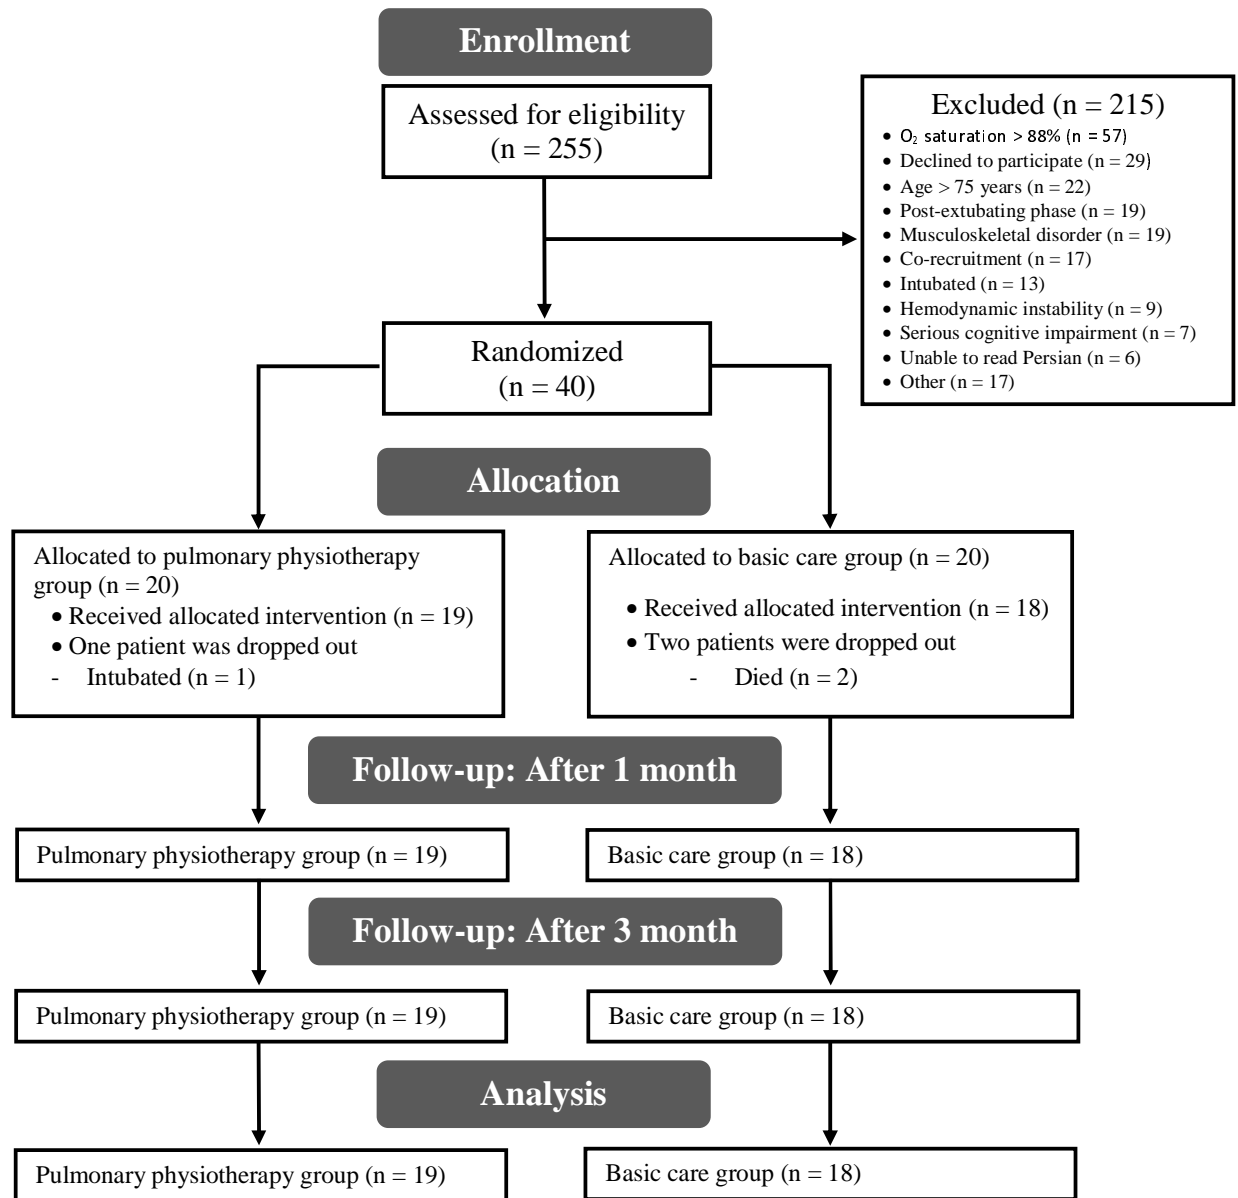 Enrollment
Assessed for eligibility
(n = 255)
Excluded (n = 215)
• O₂ saturation > 88% (n = 57)
• Declined to participate (n = 29)
• Age > 75 years (n = 22)
• Post-extubating phase (n = 19)
• Musculoskeletal disorder (n = 19)
• Co-recruitment (n = 17)
• Intubated (n = 13)
• Hemodynamic instability (n = 9)
• Serious cognitive impairment (n = 7)
• Unable to read Persian (n = 6)
• Other (n = 17)
Randomized
(n = 40)
Allocation
Allocated to pulmonary physiotherapy
group (n = 20)
• Received allocated intervention (n = 19)
• One patient was dropped out
- Intubated (n = 1)
Allocated to basic care group (n = 20)
• Received allocated intervention (n = 18)
• Two patients were dropped out
- Died (n = 2)
Follow-up: After 1 month
Pulmonary physiotherapy group (n = 19)
Basic care group (n = 18)
Follow-up: After 3 month
Pulmonary physiotherapy group (n = 19)
Basic care group (n = 18)
Analysis
Pulmonary physiotherapy group (n = 19)
Basic care group (n = 18)